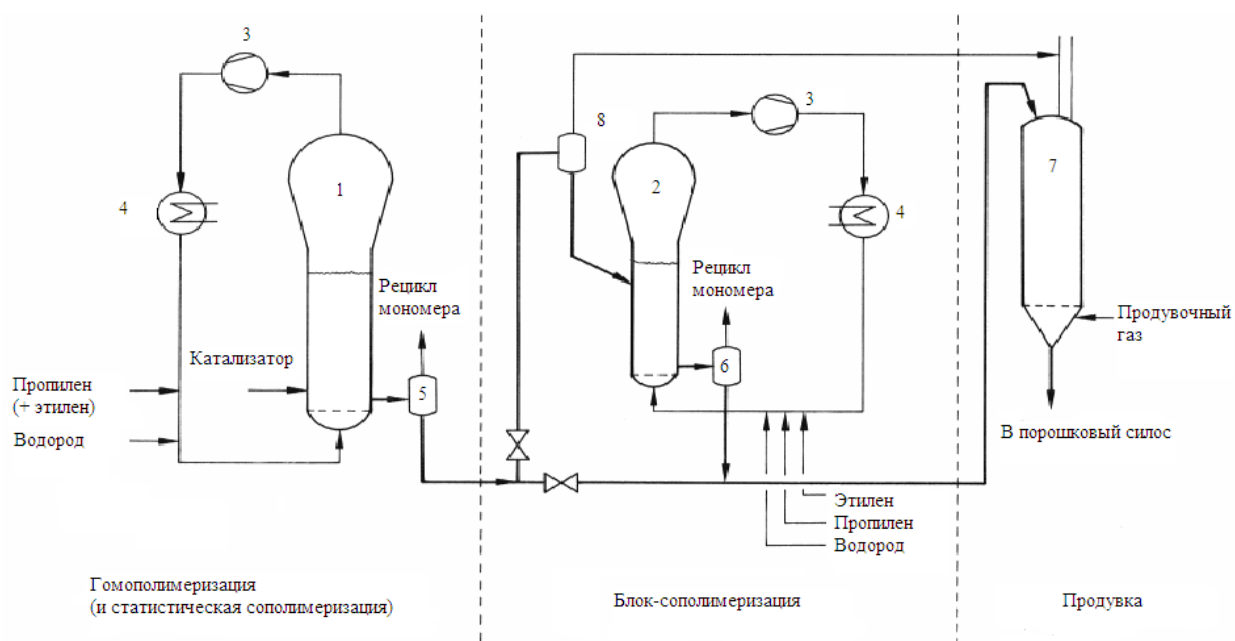 3
4
1
Рецикл
мономера
Катализатор
5
Пропилен
(+ этилен)
Водород
Гомополимеризация
(и статистическая сополимеризация)
8
3
2
4
Рецикл
мономера
6
Этилен
Пропилен
Водород
Блок-сополимеризация
7
Продувочный
газ
В порошковый силос
Продувка